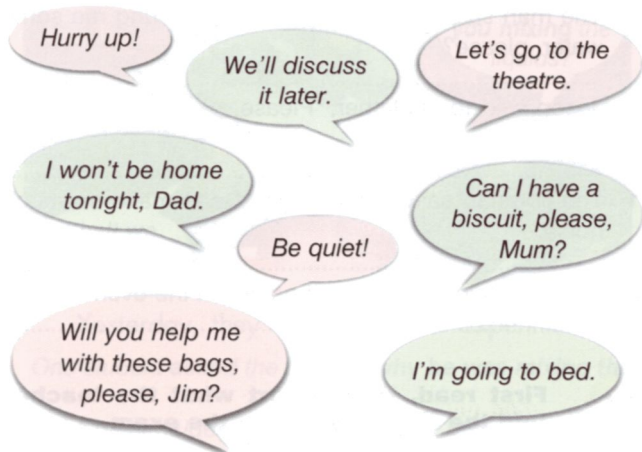 Hurry up!
We'll discuss
it later.
Let's go to the
theatre.
I won't be home
tonight, Dad.
Be quiet!
Can I have a
biscuit, please,
Mum?
Will you help me
with these bags,
please, Jim?
I'm going to bed.